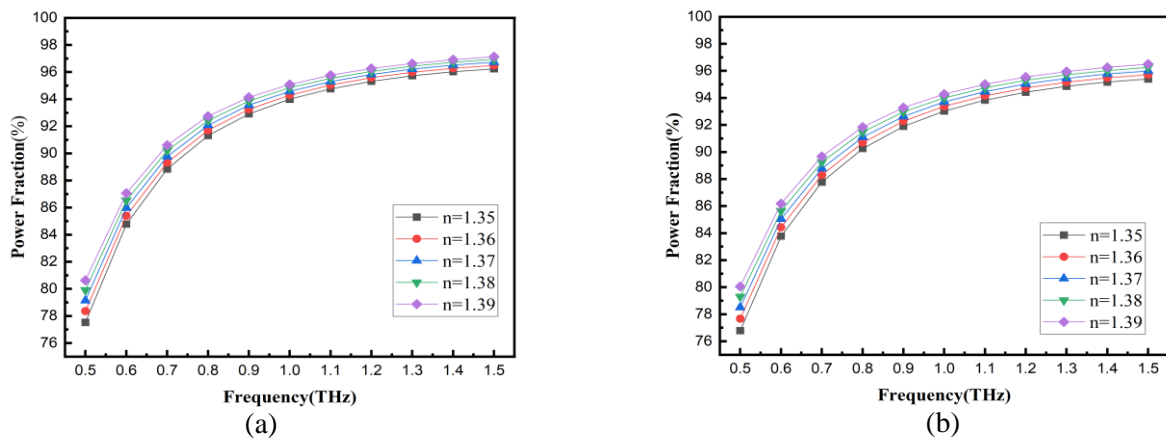 100
98
96
94
92
90
88
86
84
82
80
78
76
Power Fraction(%)
n=1.35
n=1.36
n=1.37
n=1.38
n=1.39
0.5 0.6 0.7 0.8 0.9 1.0 1.1 1.2 1.3 1.4 1.5
Frequency(THz)
(a)
100
98
96
94
92
90
88
86
84
82
80
78
76
Power Fraction(%)
n=1.35
n=1.36
n=1.37
n=1.38
n=1.39
0.5 0.6 0.7 0.8 0.9 1.0 1.1 1.2 1.3 1.4 1.5
Frequency(THz)
(b)